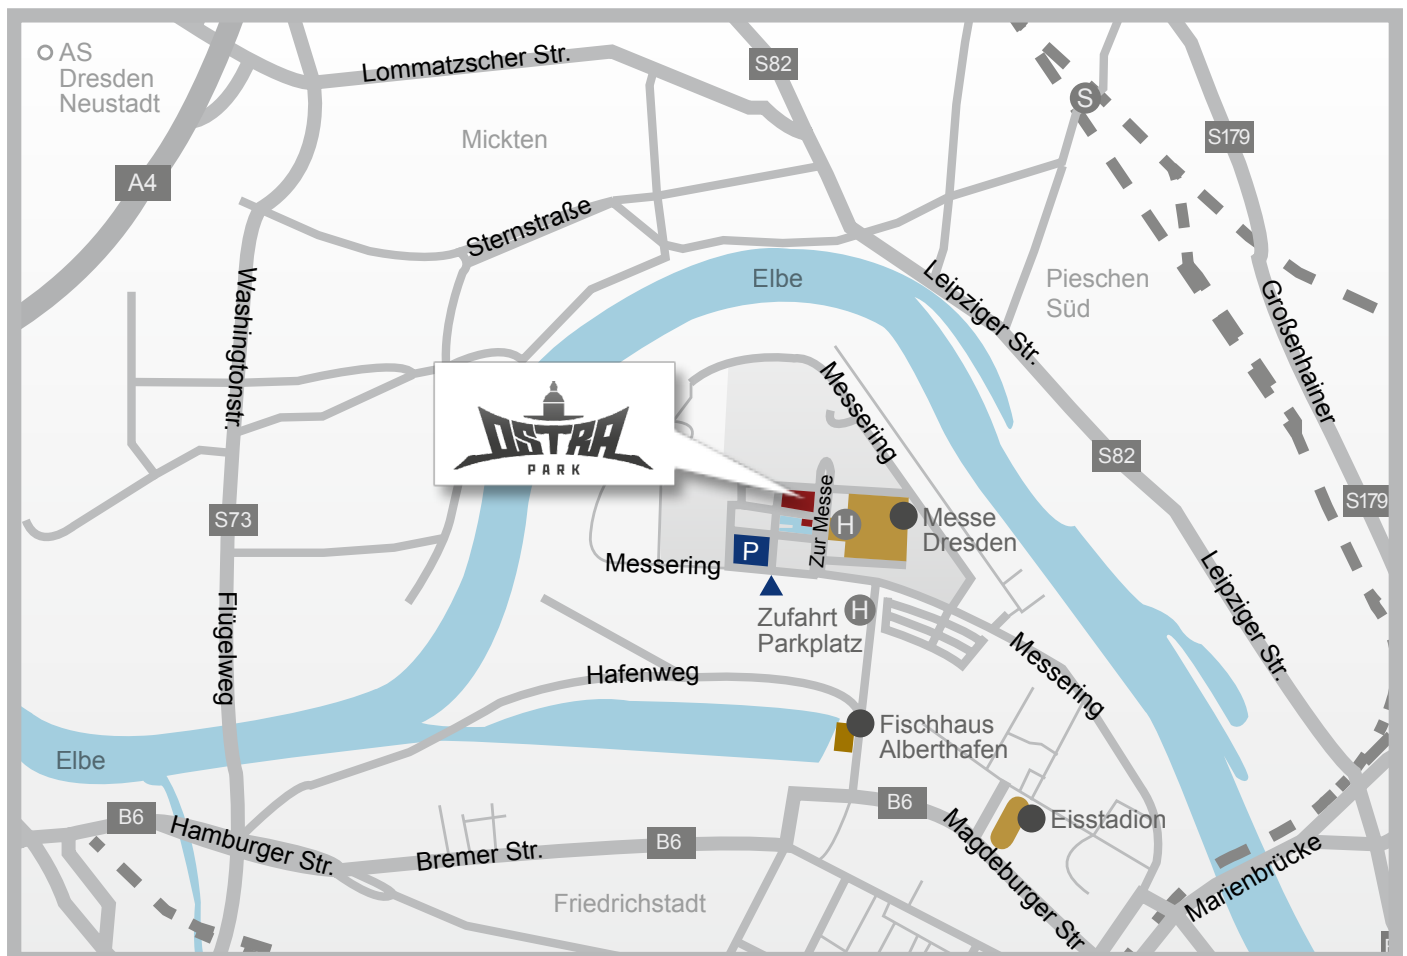 AS
Dresden
Neustadt
Lommatzscher Str.
S82
S
Mickten
S179
A4
Sternstraße
Washingtonstr.
Elbe
Leipziger Str.
Pieschen
Süd
Großenhainer
Messering
OSTRA
PARK
S82
S73
Zur Messe
H
Messe
Dresden
S179
P
Messering
Leipziger Str.
Flügelweg
Zufahrt
Parkplatz
H
Messering
Hafenweg
Fischhaus
Alberthafen
Elbe
B6
B6
Eisstadion
Hamburger Str.
Bremer Str.
B6
Magdeburger Str.
Marienbrücke
Friedrichstadt